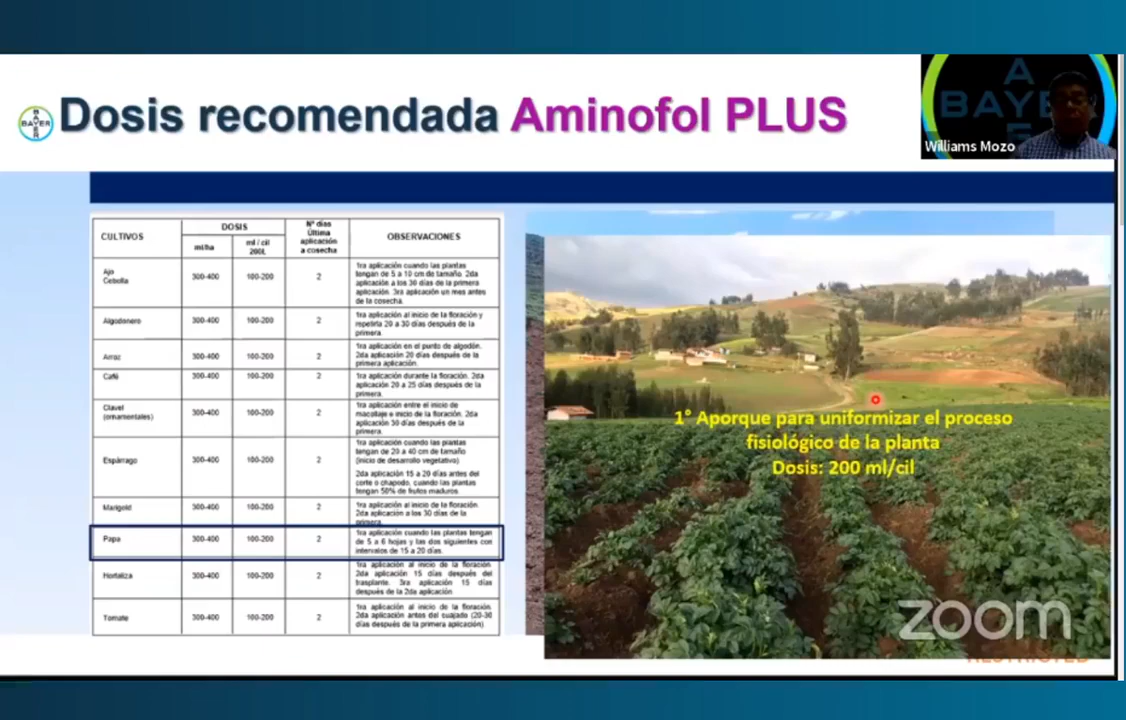 BAYER
Dosis recomendada Aminofol PLUS
BAYE
Williams Mozo
CULTIVOS
DOSIS
ml/ha
ml / cil
200L
N° días
Última
aplicación
a cosecha
OBSERVACIONES
Ajo
Cebolla
300-400
100-200
2
1ra aplicación cuando las plantas
tengan de 5 a 10 cm de tamaño. 2da
aplicación a los 30 días de la primera
aplicación. 3ra aplicación un mes antes
de la cosecha.
Algodonero
300-400
100-200
2
1ra aplicación al inicio de la floración y
repetirla 20 a 30 días después de la
primera.
Arroz
300-400
100-200
2
1ra aplicación en el punto de algodón.
2da aplicación 20 días después de la
primera aplicación.
Café
300-400
100-200
2
1ra aplicación durante la floración. 2da
aplicación 20 a 25 días después de la
primera.
Clavel
(ornamentales)
300-400
100-200
2
1ra aplicación entre el inicio de
macollaje e inicio de la floración. 2da
aplicación 30 días después de la
primera.
Espárrago
300-400
100-200
2
1ra aplicación cuando las plantas
tengan de 20 a 40 cm de tamaño
(inicio de desarrollo vegetativo)
2da aplicación 15 a 20 días antes del
corte o chapodo, cuando las plantas
tengan 50% de frutos maduros.
Marigold
300-400
100-200
2
1ra aplicación al inicio de la floración.
2da aplicación a los 30 días de la
primera.
Papa
300-400
100-200
2
1ra aplicación cuando las plantas tengan
de 5 a 6 hojas y las dos siguientes con
intervalos de 15 a 20 días.
Hortaliza
300-400
100-200
2
1ra aplicación al inicio de la floración.
2da aplicación 15 días después del
trasplante. 3ra aplicación 15 días
después de la 2da aplicación
Tomate
300-400
100-200
2
1ra aplicación al inicio de la floración.
2da aplicación antes del cuajado (20-30
días después de la primera aplicación)
1° Aporque para uniformizar el proceso
fisiológico de la planta
Dosis: 200 ml/cil
zoom
RESTRICTED